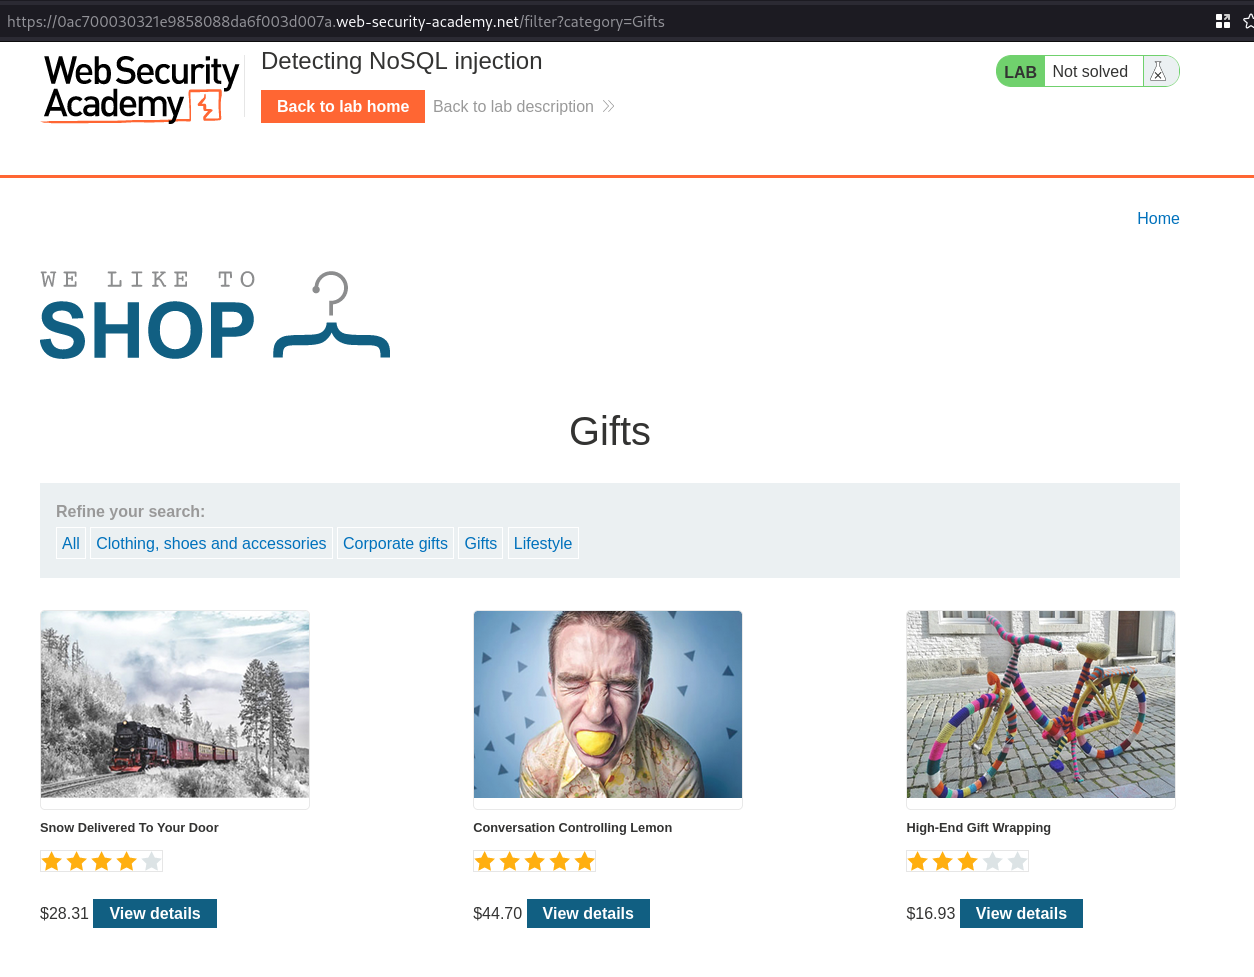 https://0ac700030321e9858088da6f003d007a.web-security-academy.net/filter?category=Gifts
Web Security
Academy
Detecting NoSQL injection
Back to lab home
Back to lab description
LAB
Not solved
Home
WE LIKE TO
SHOP
Gifts
Refine your search:
All
Clothing, shoes and accessories
Corporate gifts
Gifts
Lifestyle
Snow Delivered To Your Door
Conversation Controlling Lemon
High-End Gift Wrapping
$28.31
View details
$44.70
View details
$16.93
View details